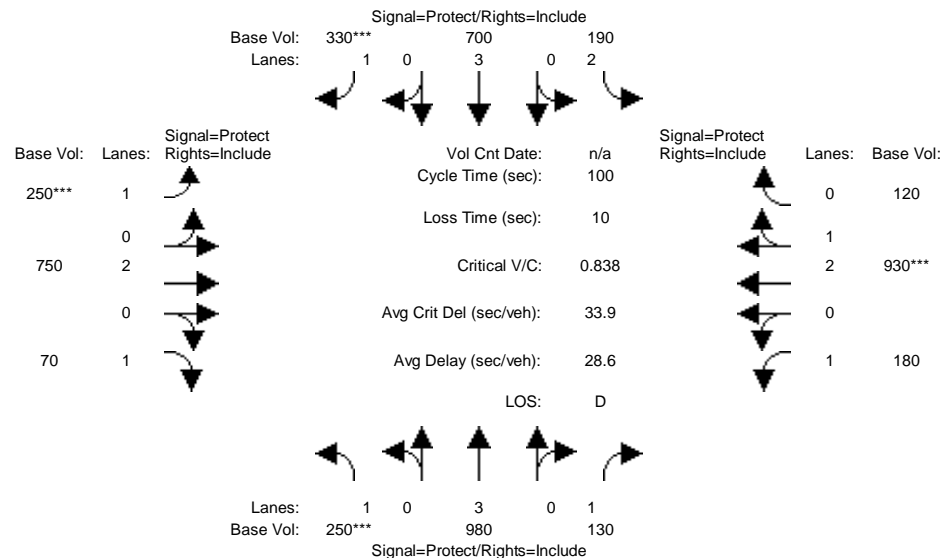 Signal=Protect/Rights=Include
Base Vol: 330*** 700 190
Lanes: 1 0 3 0 2
Signal=Protect Signal=Protect
Base Vol: Lanes: Rights=Include Vol Cnt Date: n/a Rights=Include Lanes: Base Vol:
Cycle Time (sec): 100
250*** 1 0 120
Loss Time (sec): 10
0 1
750 2 Critical V/C: 0.838 2 930***
0 Avg Crit Del (sec/veh): 33.9 0
70 1 Avg Delay (sec/veh): 28.6 1 180
LOS: D
Lanes: 1 0 3 0 1
Base Vol: 250*** 980 130
Signal=Protect/Rights=Include